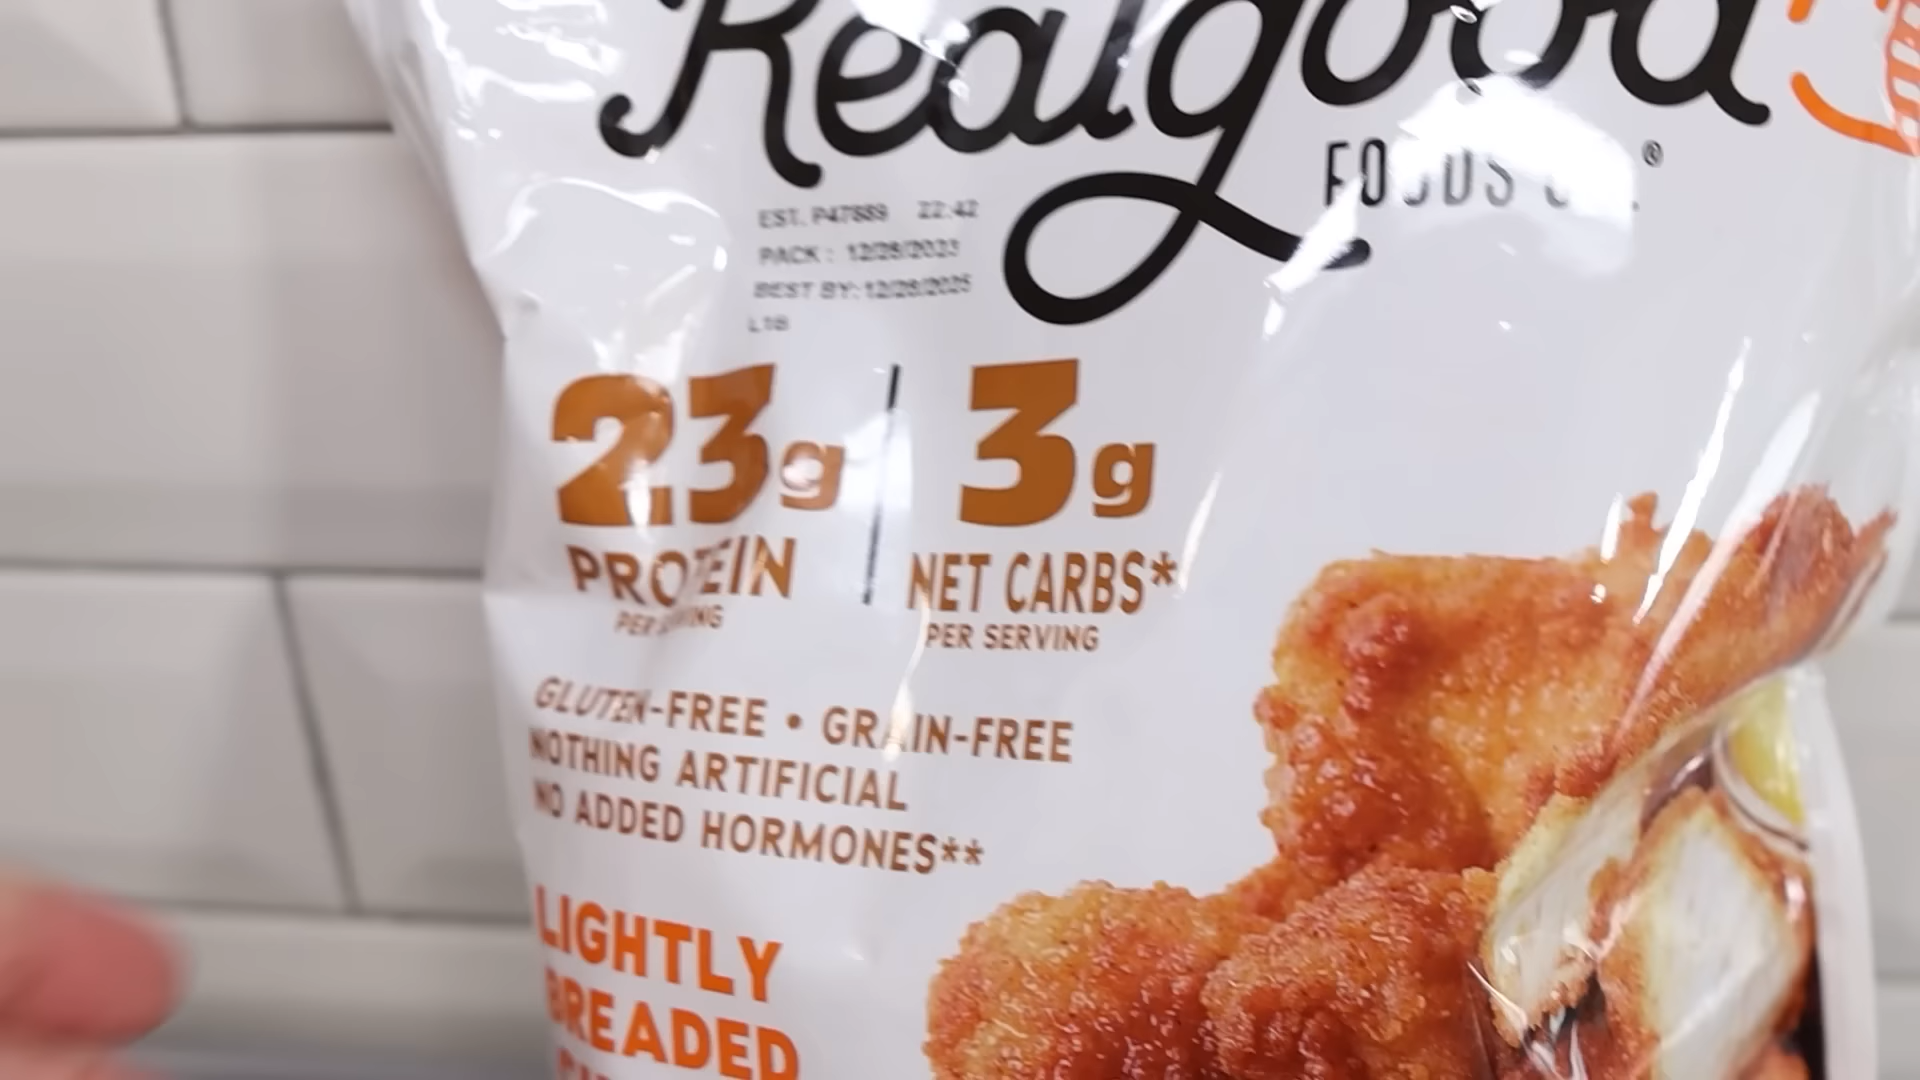 Realgood
FOODS
EST. P47889 22:42
PACK: 12/28/2023
BEST BY: 12/28/2025
23g
PROTEIN
PER SERVING
3g
NET CARBS*
PER SERVING
GLUTEN-FREE • GRAIN-FREE
NOTHING ARTIFICIAL
NO ADDED HORMONES**
LIGHTLY
BREADED